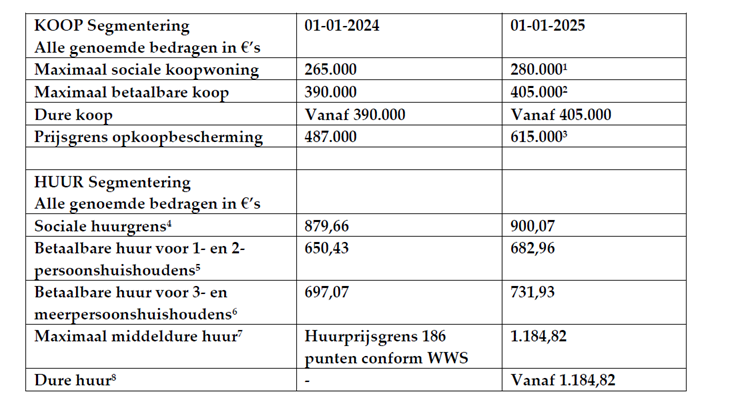 KOOP Segmentering 01-01-2024 01-01-2025
Alle genoemde bedragen in €’s
Maximaal sociale koopwoning 265.000 280.000¹
Maximaal betaalbare koop 390.000 405.000²
Dure koop Vanaf 390.000 Vanaf 405.000
Prijsgrens opkoopbescherming 487.000 615.000³
HUUR Segmentering
Alle genoemde bedragen in €’s
Sociale huurgrens⁴ 879,66 900,07
Betaalbare huur voor 1- en 2- 650,43 682,96
persoonshuishoudens⁵
Betaalbare huur voor 3- en 697,07 731,93
meerpersoonshuishoudens⁶
Maximaal middeldure huur⁷ Huurprijsgrens 186 1.184,82
punten conform WWS
Dure huur⁸ - Vanaf 1.184,82